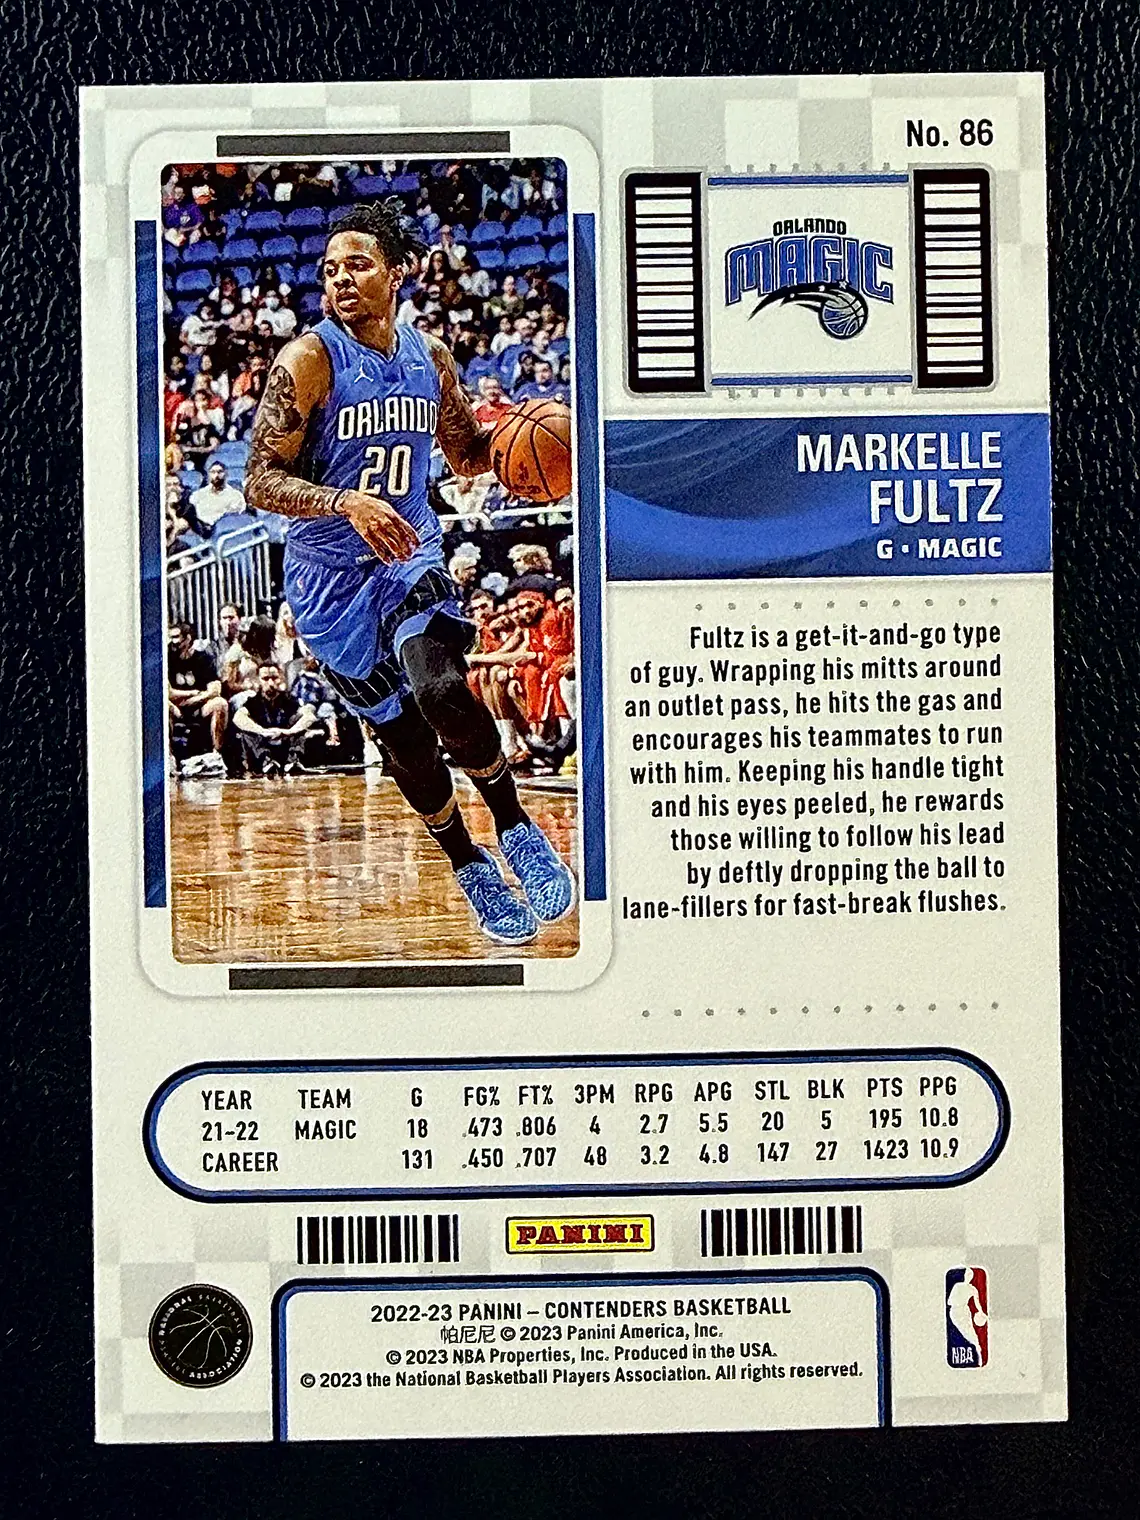 No. 86
ORLANDO
MAGIC
ORLANDO
20
MARKELLE
FULTZ
G • MAGIC
Fultz is a get-it-and-go type
of guy. Wrapping his mitts around
an outlet pass, he hits the gas and
encourages his teammates to run
with him. Keeping his handle tight
and his eyes peeled, he rewards
those willing to follow his lead
by deftly dropping the ball to
lane-fillers for fast-break flushes.
YEAR TEAM G FG% FT% 3PM RPG APG STL BLK PTS PPG
21-22 MAGIC 18 .473 .806 4 2.7 5.5 20 5 195 10.8
CAREER 131 .450 .707 48 3.2 4.8 147 27 1423 10.9
PANINI
NATIONAL BASKETBALL
PLAYERS ASSOCIATION
2022-23 PANINI – CONTENDERS BASKETBALL
帕尼尼 © 2023 Panini America, Inc.
© 2023 NBA Properties, Inc. Produced in the USA.
© 2023 the National Basketball Players Association. All rights reserved.
NBA